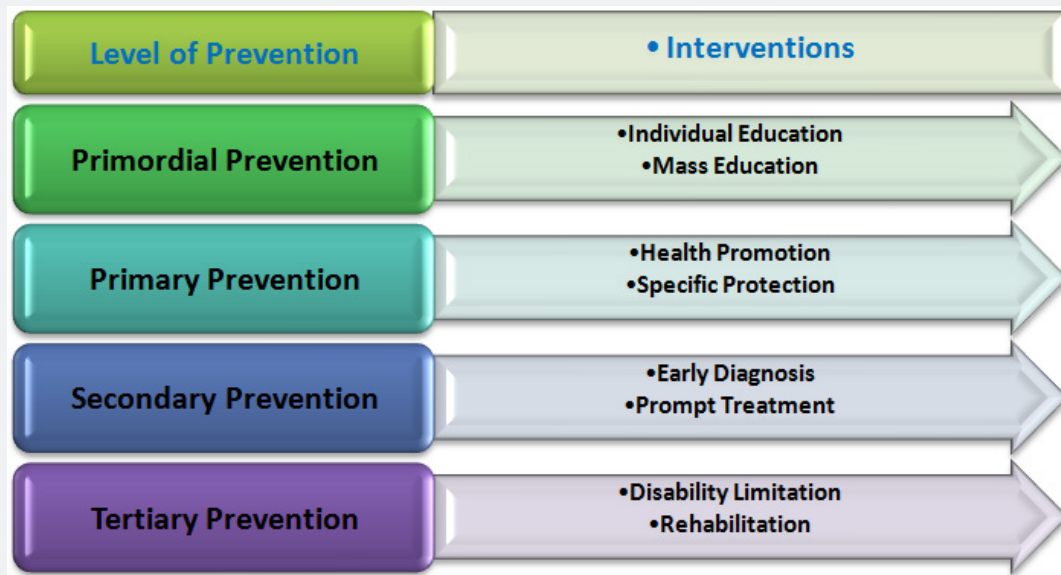 Level of Prevention
• Interventions
Primordial Prevention
•Individual Education
•Mass Education
Primary Prevention
•Health Promotion
•Specific Protection
Secondary Prevention
•Early Diagnosis
•Prompt Treatment
Tertiary Prevention
•Disability Limitation
•Rehabilitation